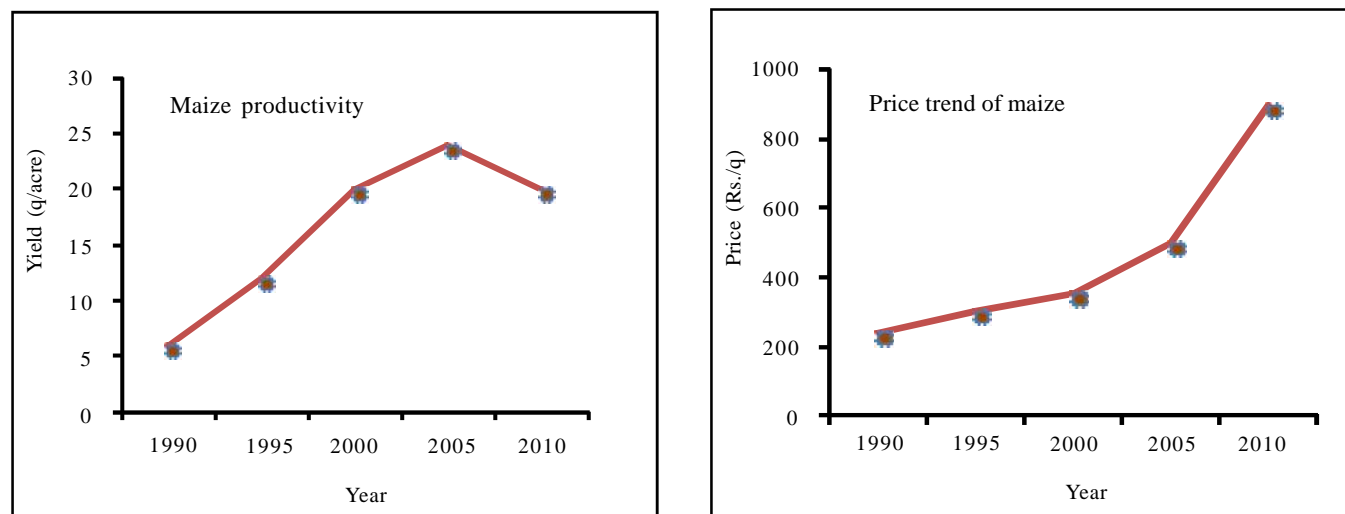 Maize productivity
Yield (q/acre)
30
25
20
15
10
5
0
1990 1995 2000 2005 2010
Year
Price trend of maize
Price (Rs./q)
1000
800
600
400
200
0
1990 1995 2000 2005 2010
Year